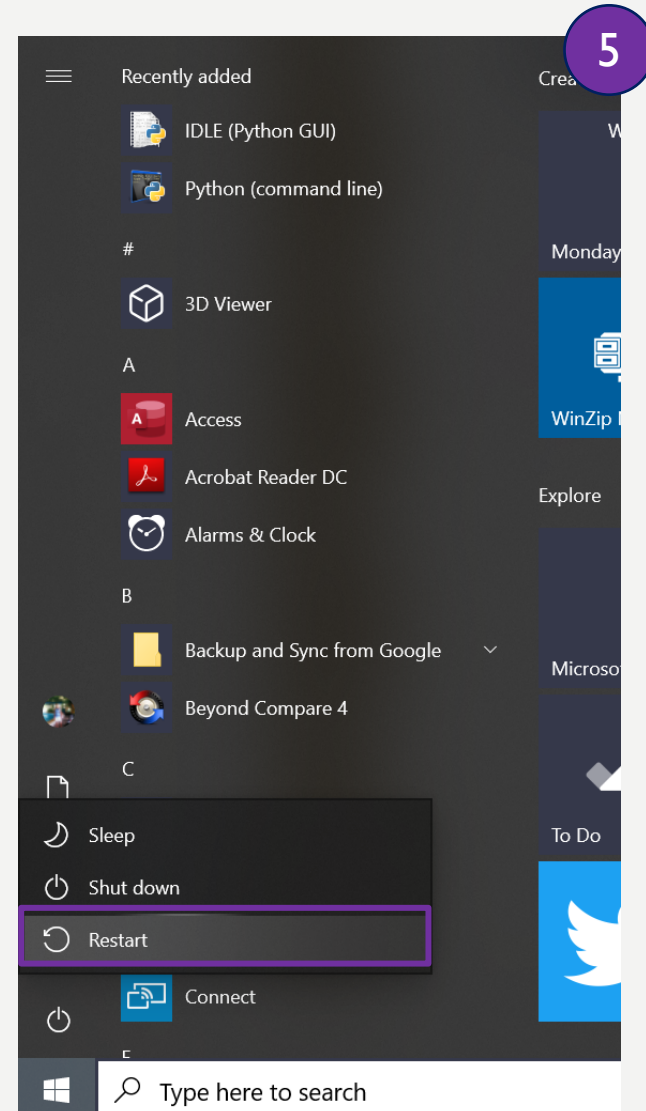 5
Recently added
IDLE (Python GUI)
Python (command line)
#
3D Viewer
A
Access
Acrobat Reader DC
Alarms & Clock
B
Backup and Sync from Google
Beyond Compare 4
C
Sleep
Shut down
Restart
Connect
Type here to search
Monday
WinZip
Explore
To Do